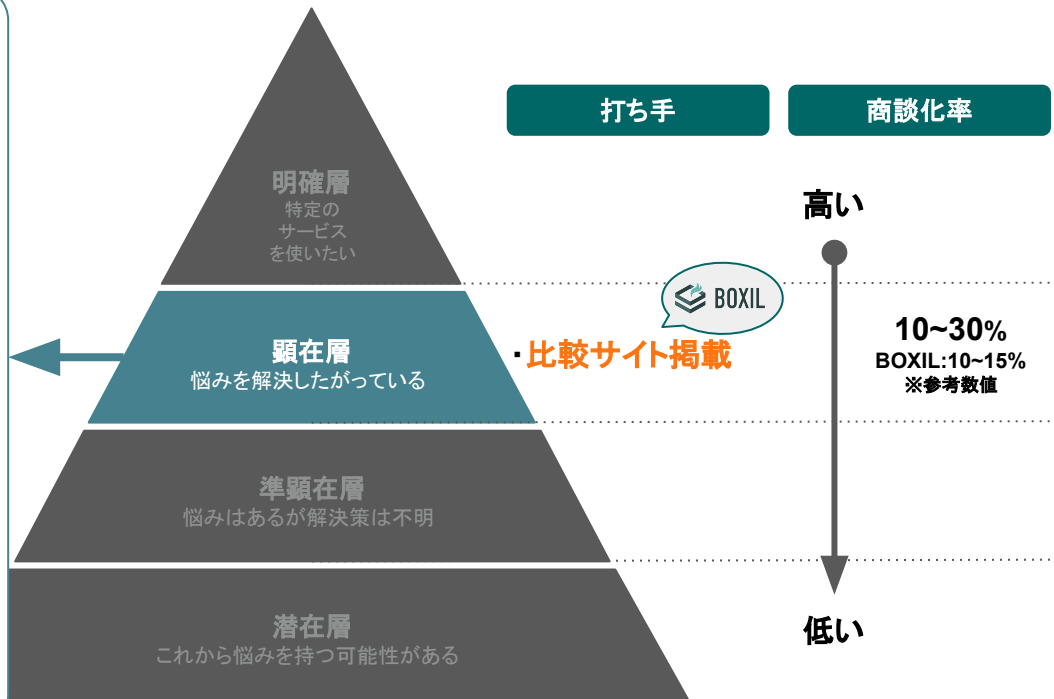 打ち手
商談化率
明確層
特定の
サービス
を使いたい
高い
BOXIL
顕在層
悩みを解決したがっている
・比較サイト掲載
10~30%
BOXIL:10~15%
※参考数値
準顕在層
悩みはあるが解決策は不明
潜在層
これから悩みを持つ可能性がある
低い